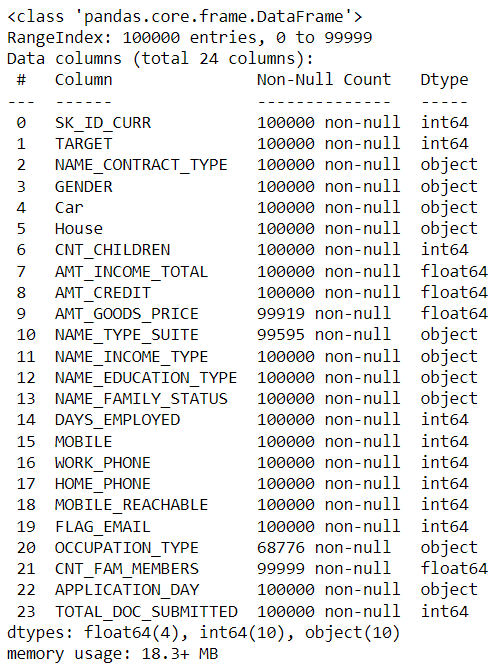 <class 'pandas.core.frame.DataFrame'>
RangeIndex: 100000 entries, 0 to 99999
Data columns (total 24 columns):
 #   Column               Non-Null Count   Dtype
---  ------               --------------   -----
 0   SK_ID_CURR           100000 non-null  int64
 1   TARGET               100000 non-null  int64
 2   NAME_CONTRACT_TYPE   100000 non-null  object
 3   GENDER               100000 non-null  object
 4   Car                  100000 non-null  object
 5   House                100000 non-null  object
 6   CNT_CHILDREN         100000 non-null  int64
 7   AMT_INCOME_TOTAL     100000 non-null  float64
 8   AMT_CREDIT           100000 non-null  float64
 9   AMT_GOODS_PRICE      99919 non-null   float64
 10  NAME_TYPE_SUITE      99595 non-null   object
 11  NAME_INCOME_TYPE     100000 non-null  object
 12  NAME_EDUCATION_TYPE  100000 non-null  object
 13  NAME_FAMILY_STATUS   100000 non-null  object
 14  DAYS_EMPLOYED        100000 non-null  int64
 15  MOBILE               100000 non-null  int64
 16  WORK_PHONE           100000 non-null  int64
 17  HOME_PHONE           100000 non-null  int64
 18  MOBILE_REACHABLE     100000 non-null  int64
 19  FLAG_EMAIL           100000 non-null  int64
 20  OCCUPATION_TYPE      68776 non-null   object
 21  CNT_FAM_MEMBERS      99999 non-null   float64
 22  APPLICATION_DAY      100000 non-null  object
 23  TOTAL_DOC_SUBMITTED  100000 non-null  int64
dtypes: float64(4), int64(10), object(10)
memory usage: 18.3+ MB